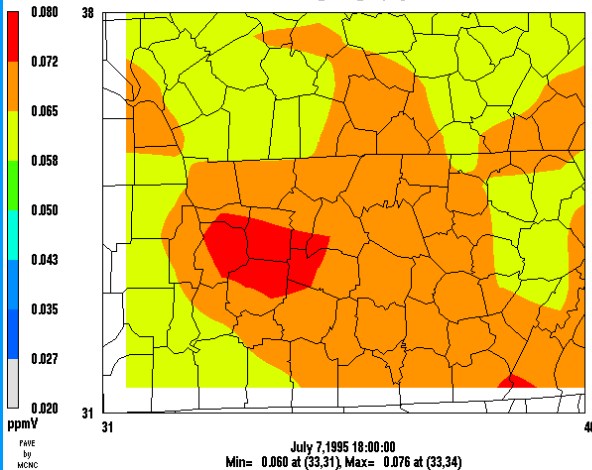 0.080
0.072
0.065
0.058
0.050
0.043
0.035
0.027
0.020
ppmV
PAVE
by
MCNC
38
31
31
July 7,1995 18:00:00
Min= 0.060 at (33,31), Max= 0.076 at (33,34)